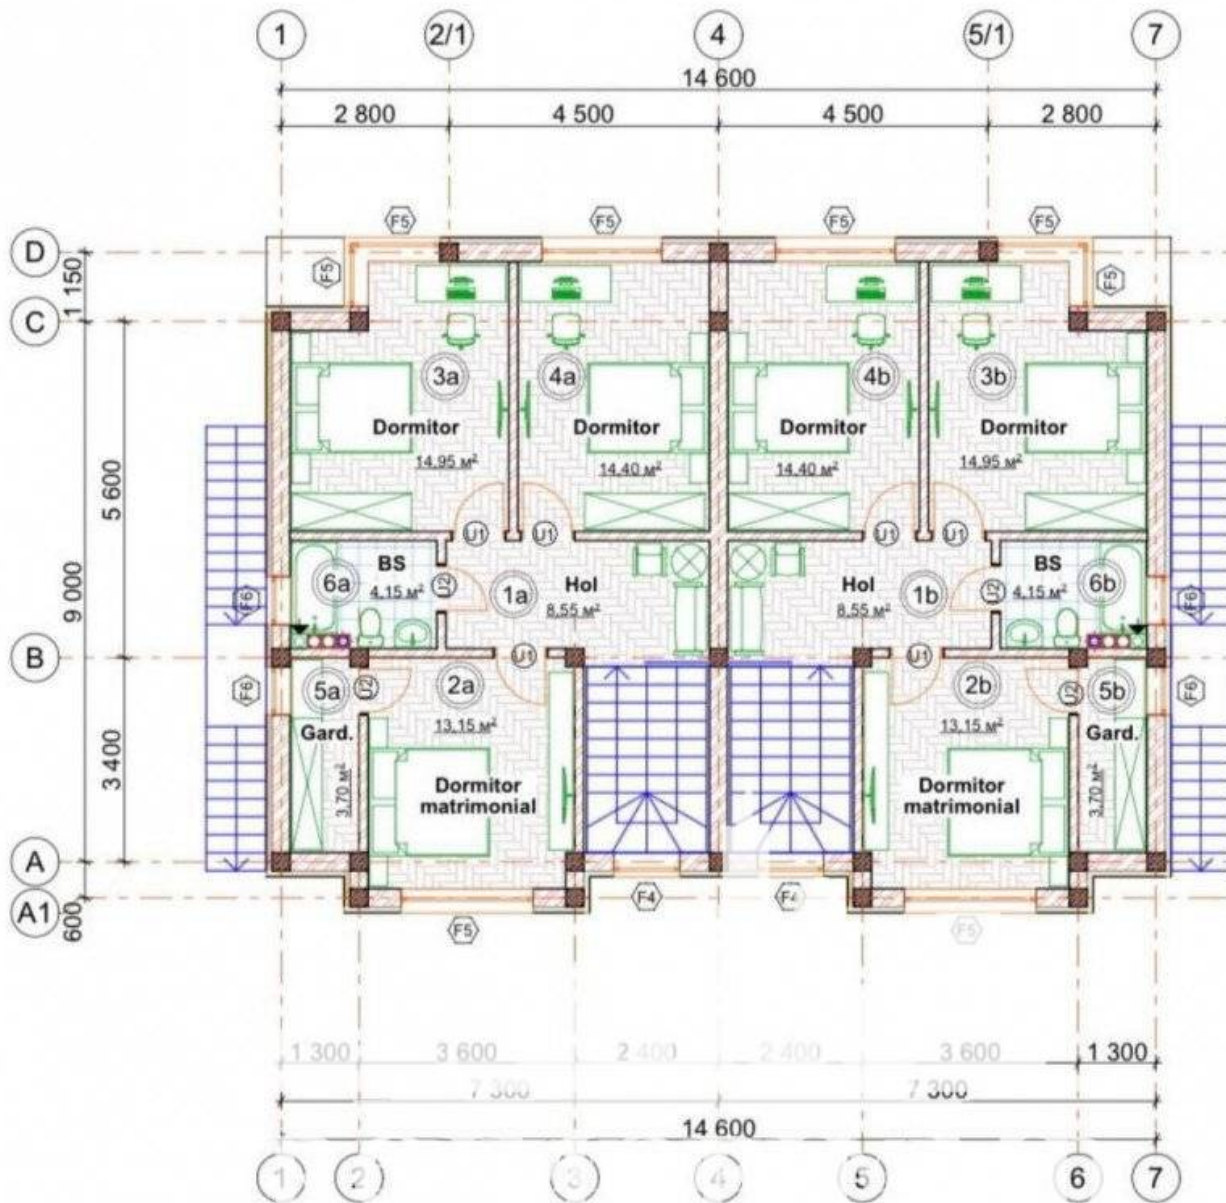 1 2/1 4 5/1 7
14 600
2 800 4 500 4 500 2 800
F5 F5 F5 F5
D
F5 F5
1 150
C
3a 4a 4b 3b
Dormitor Dormitor Dormitor Dormitor
14,95 м² 14,40 м² 14,40 м² 14,95 м²
5 600
U1 U1 U1 U1
BS BS
6a 1a Hol Hol 1b 6b
4,15 м² U2 8,55 м² 8,55 м² U2 4,15 м²
9 000
F6 F6
B
U1 U1
5a U2 2a 2b U2 5b
F6 F6
13,15 м² 13,15 м²
Gard. Gard.
3 400
3,70 м² 3,70 м²
Dormitor Dormitor
matrimonial matrimonial
A
F4 F4
A1
600
F5 F5
1 300 3 600 2 400 2 400 3 600 1 300
7 300 7 300
14 600
1 2 3 4 5 6 7